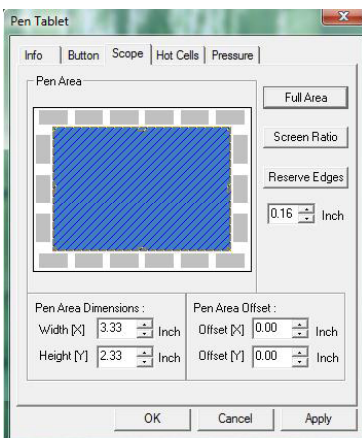 Pen Tablet
Info Button Scope Hot Cells Pressure
Pen Area
Full Area
Screen Ratio
Reserve Edges
0.16 Inch
Pen Area Dimensions :
Width [X] 3.33 Inch
Height [Y] 2.33 Inch
Pen Area Offset :
Offset [X] 0.00 Inch
Offset [Y] 0.00 Inch
OK Cancel Apply